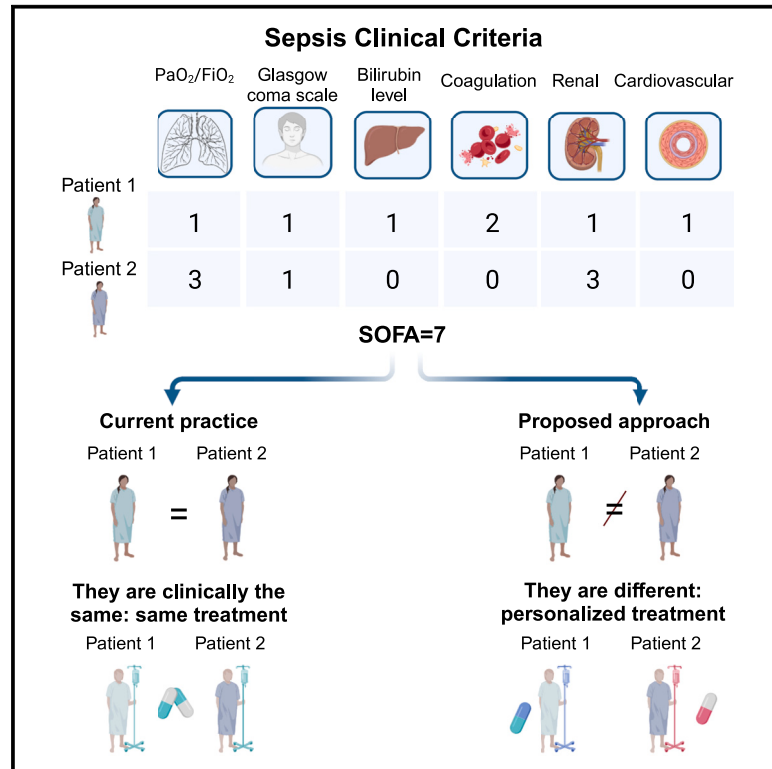 Sepsis Clinical Criteria
PaO₂/FiO₂
Glasgow
coma scale
Bilirubin
level
Coagulation
Renal
Cardiovascular
Patient 1
1 1 1 2 1 1
Patient 2
3 1 0 0 3 0
SOFA=7
Current practice
Patient 1 Patient 2
=
They are clinically the
same: same treatment
Patient 1 Patient 2
Proposed approach
Patient 1 Patient 2
≠
They are different:
personalized treatment
Patient 1 Patient 2